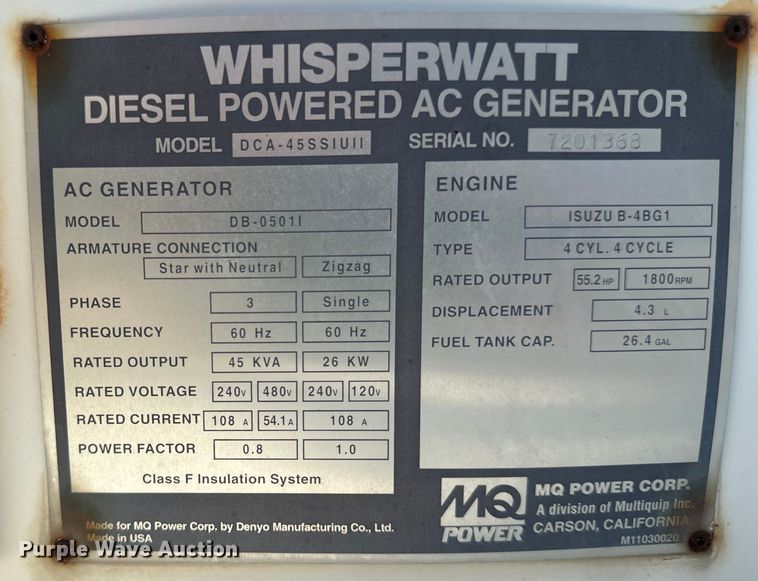 WHISPERWATT
DIESEL POWERED AC GENERATOR
MODEL DCA-45SSIUII SERIAL NO. 7201368
AC GENERATOR
MODEL DB-0501I
ARMATURE CONNECTION
Star with Neutral Zigzag
PHASE 3 Single
FREQUENCY 60 Hz 60 Hz
RATED OUTPUT 45 KVA 26 KW
RATED VOLTAGE 240V 480V 240V 120V
RATED CURRENT 108 A 54.1A 108 A
POWER FACTOR 0.8 1.0
Class F Insulation System
ENGINE
MODEL ISUZU B-4BG1
TYPE 4 CYL. 4 CYCLE
RATED OUTPUT 55.2 HP 1800 RPM
DISPLACEMENT 4.3 L
FUEL TANK CAP. 26.4 GAL
Made for MQ Power Corp. by Denyo Manufacturing Co., Ltd.
Made in USA
MQ
POWER
MQ POWER CORP.
A division of Multiquip Inc.
CARSON, CALIFORNIA
M11030020
Purple Wave Auction